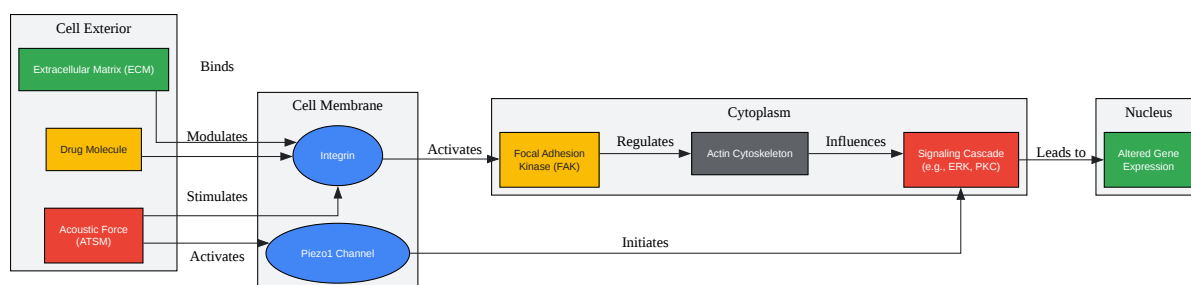 Cell Exterior
Extracellular Matrix (ECM)
Binds
Drug Molecule
Modulates
Acoustic Force
(ATSM)
Stimulates
Activates
Cell Membrane
Integrin
Piezo1 Channel
Activates
Initiates
Cytoplasm
Focal Adhesion
Kinase (FAK)
Regulates
Actin Cytoskeleton
Influences
Signaling Cascade
(e.g., ERK, PKC)
Leads to
Nucleus
Altered Gene
Expression